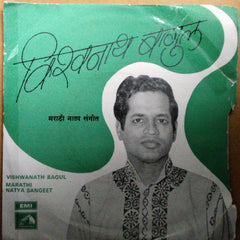 विश्वनाथ बागुल
मराठी नाट्य संगीत
VISHWANATH BAGUL
MARATHI
NATYA SANGEET
EMI